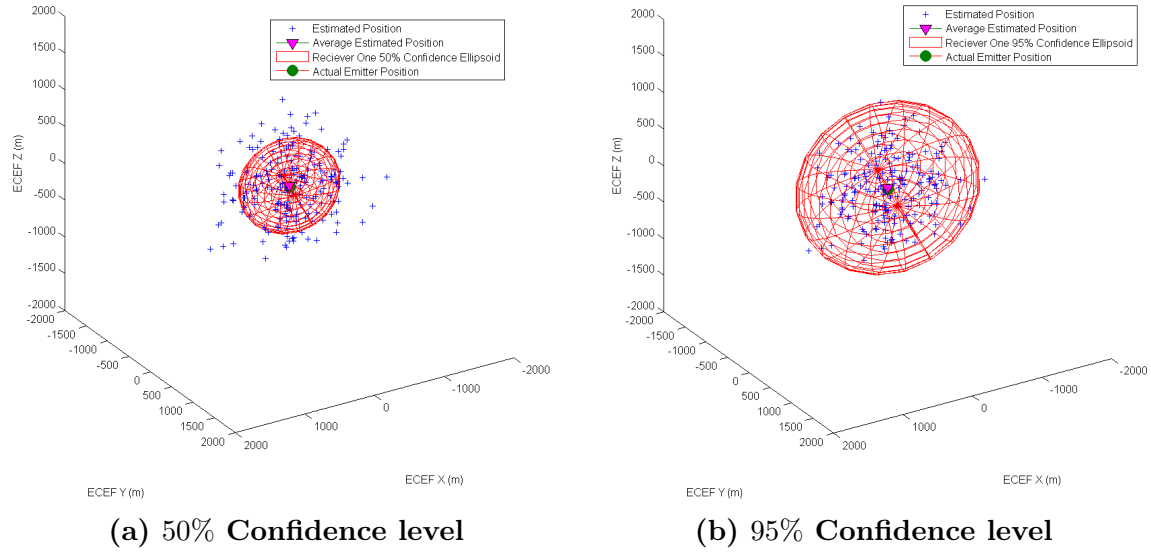 2000
1500
1000
500
0
-500
-1000
-1500
-2000
ECEF Z (m)
Estimated Position
Average Estimated Position
Reciever One 50% Confidence Ellipsoid
Actual Emitter Position
-2000
-1500
-1000
-500
0
500
1000
1500
2000
ECEF Y (m)
2000
1000
0
-1000
-2000
ECEF X (m)
(a) 50% Confidence level
2000
1500
1000
500
0
-500
-1000
-1500
-2000
ECEF Z (m)
Estimated Position
Average Estimated Position
Reciever One 95% Confidence Ellipsoid
Actual Emitter Position
-2000
-1500
-1000
-500
0
500
1000
1500
2000
ECEF Y (m)
2000
1000
0
-1000
-2000
ECEF X (m)
(b) 95% Confidence level